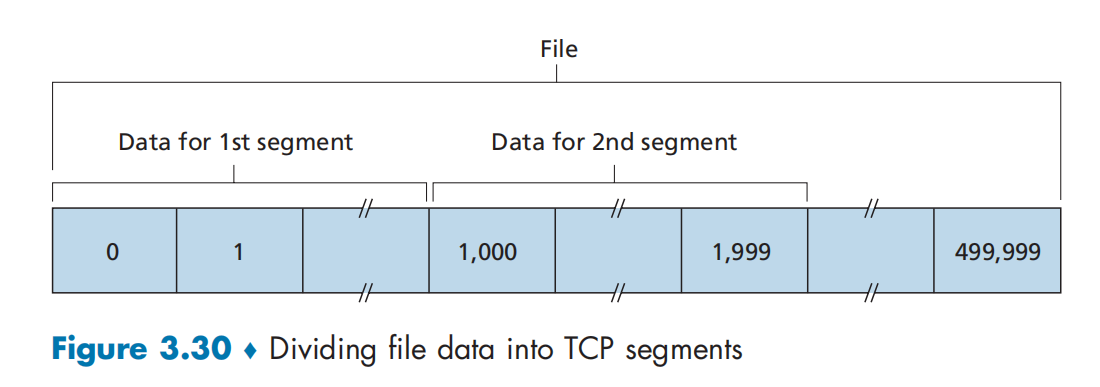 File
Data for 1st segment
Data for 2nd segment
0
1
1,000
1,999
499,999
Figure 3.30 ♦ Dividing file data into TCP segments